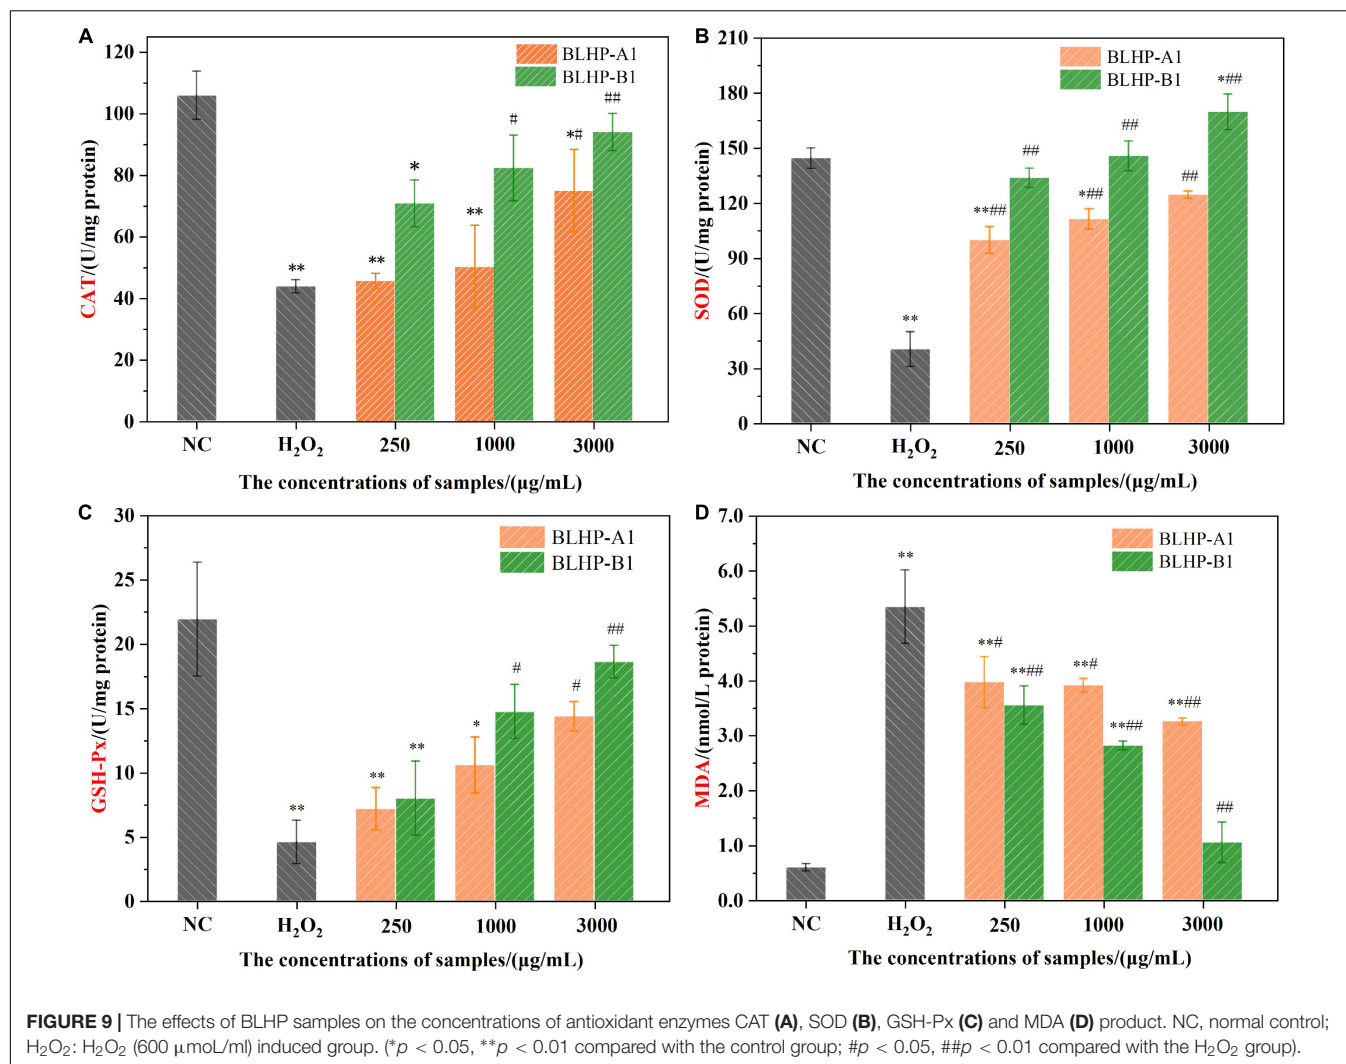 A
120
100
80
60
40
20
0
CAT/(U/mg protein)
BLHP-A1
BLHP-B1
**
**
*
**
#
*#
##
NC
H₂O₂
250
1000
3000
The concentrations of samples/(μg/mL)
B
210
180
150
120
90
60
30
0
SOD/(U/mg protein)
BLHP-A1
BLHP-B1
**
**##
##
*##
##
##
*##
NC
H₂O₂
250
1000
3000
The concentrations of samples/(μg/mL)
C
30
25
20
15
10
5
0
GSH-Px/(U/mg protein)
BLHP-A1
BLHP-B1
**
**
**
*
#
#
##
NC
H₂O₂
250
1000
3000
The concentrations of samples/(μg/mL)
D
7.0
6.0
5.0
4.0
3.0
2.0
1.0
0.0
MDA/(nmol/L protein)
BLHP-A1
BLHP-B1
**
**#
**##
**#
**##
**##
##
NC
H₂O₂
250
1000
3000
The concentrations of samples/(μg/mL)
FIGURE 9 | The effects of BLHP samples on the concentrations of antioxidant enzymes CAT (A), SOD (B), GSH-Px (C) and MDA (D) product. NC, normal control;
H₂O₂: H₂O₂ (600 μmoL/ml) induced group. (*p < 0.05, **p < 0.01 compared with the control group; #p < 0.05, ##p < 0.01 compared with the H₂O₂ group).